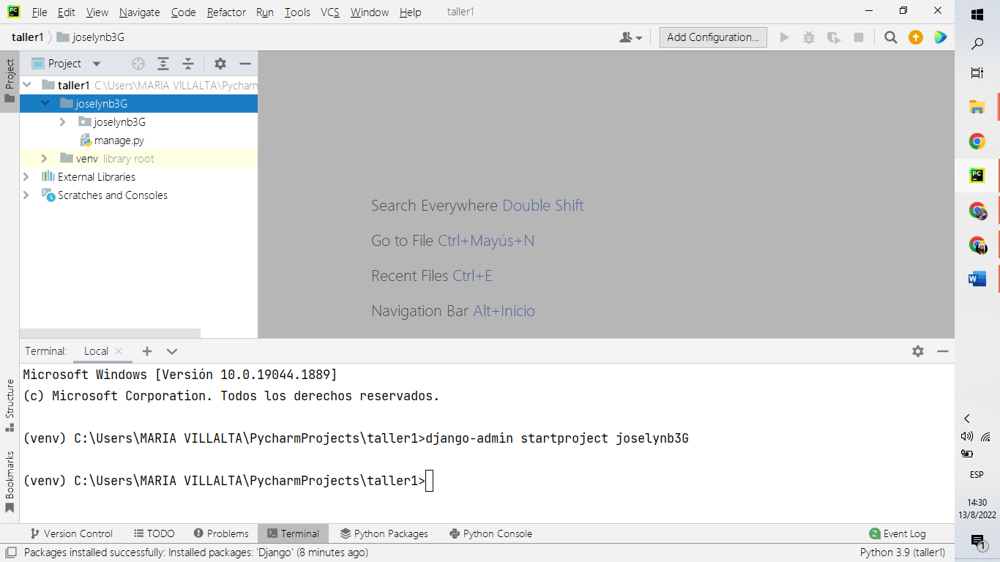 File Edit View Navigate Code Refactor Run Tools VCS Window Help taller1
taller1 joselynb3G Add Configuration...
Project
Project
taller1 C:\Users\MARIA VILLALTA\Pycharm
joselynb3G
joselynb3G
manage.py
venv library root
External Libraries
Scratches and Consoles
Search Everywhere Double Shift
Go to File Ctrl+Mayús+N
Recent Files Ctrl+E
Navigation Bar Alt+Inicio
Terminal: Local
Microsoft Windows [Versión 10.0.19044.1889]
(c) Microsoft Corporation. Todos los derechos reservados.
(venv) C:\Users\MARIA VILLALTA\PycharmProjects\taller1>django-admin startproject joselynb3G
(venv) C:\Users\MARIA VILLALTA\PycharmProjects\taller1>
Structure
Bookmarks
Version Control TODO Problems Terminal Python Packages Python Console 2 Event Log
Packages installed successfully: Installed packages: 'Django' (8 minutes ago) Python 3.9 (taller1)
PC
PC
W
ESP
14:30
13/8/2022
1